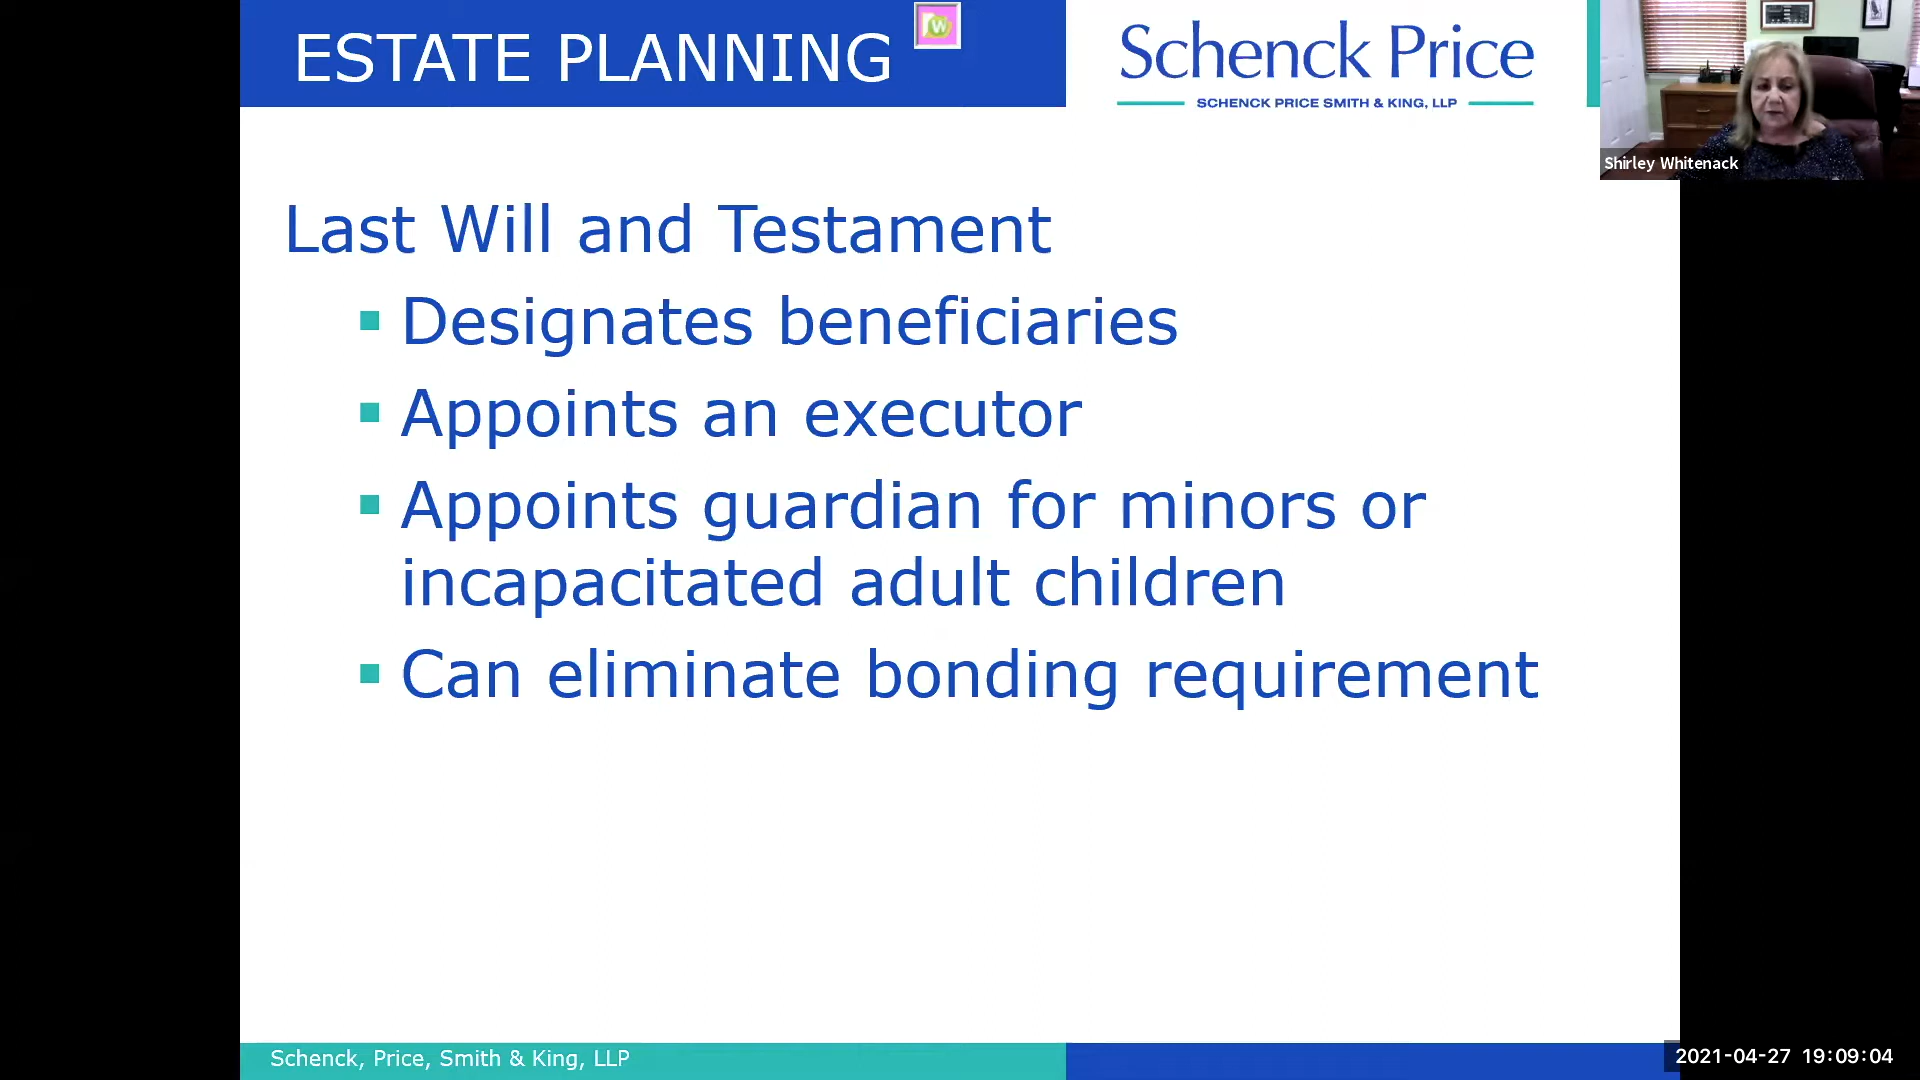 ESTATE PLANNING
W
Schenck Price
SCHENCK PRICE SMITH & KING, LLP
Shirley Whitenack
Last Will and Testament
Designates beneficiaries
Appoints an executor
Appoints guardian for minors or
incapacitated adult children
Can eliminate bonding requirement
Schenck, Price, Smith & King, LLP
2021-04-27 19:09:04